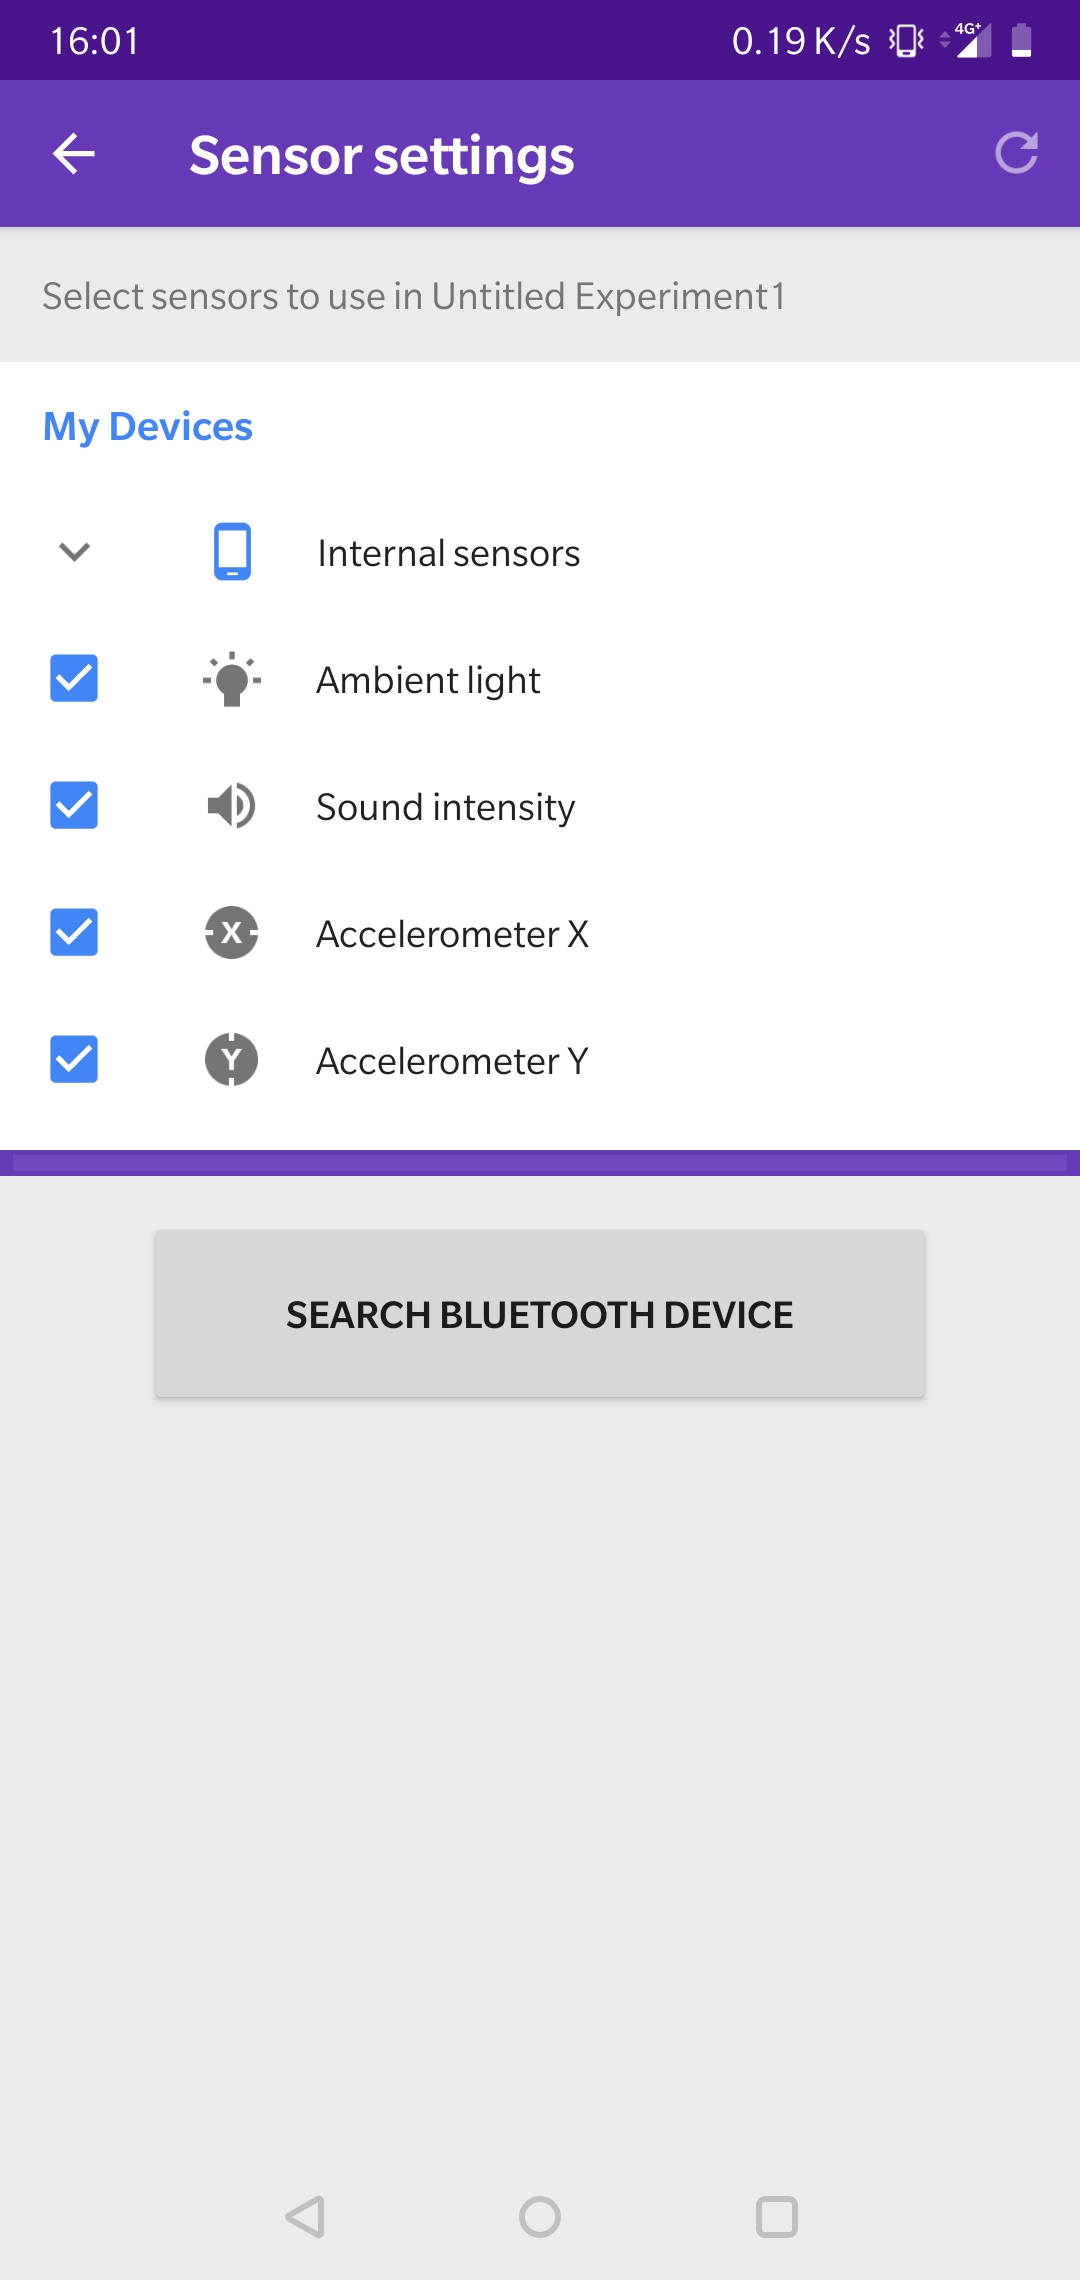 16:01
0.19 K/s
4G+
Sensor settings
Select sensors to use in Untitled Experiment1
My Devices
Internal sensors
Ambient light
Sound intensity
X
Accelerometer X
Y
Accelerometer Y
SEARCH BLUETOOTH DEVICE